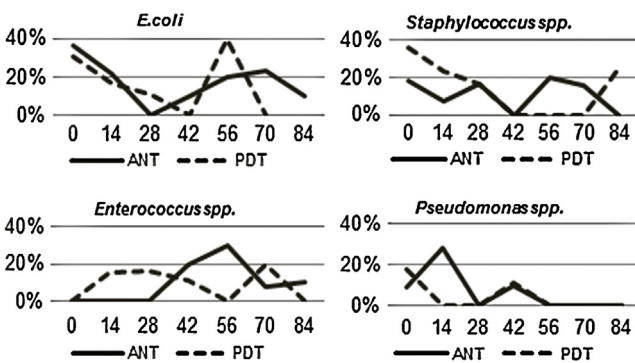 E.coli
40%
20%
0%
0 14 28 42 56 70 84
ANT PDT
Staphylococcus spp.
40%
20%
0%
0 14 28 42 56 70 84
ANT PDT
Enterococcus spp.
40%
20%
0%
0 14 28 42 56 70 84
ANT PDT
Pseudomonas spp.
40%
20%
0%
0 14 28 42 56 70 84
ANT PDT